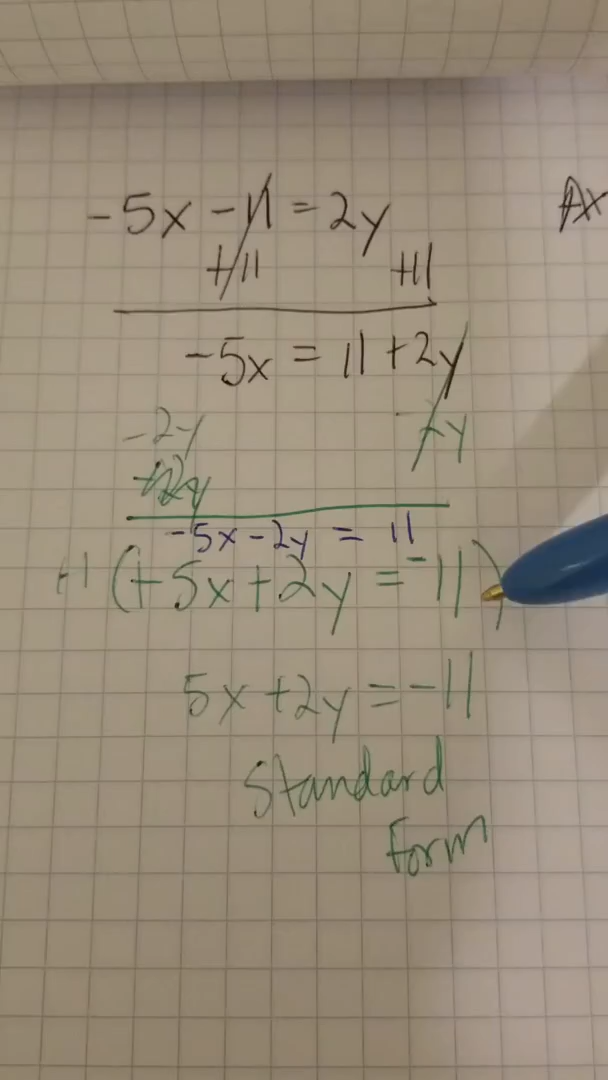 -5x - 11 = 2y
Ax
+11 +11
-5x = 11 + 2y
-2y -2y
-5x - 2y = 11
-1 (+5x + 2y = -11)
5x + 2y = -11
Standard
Form